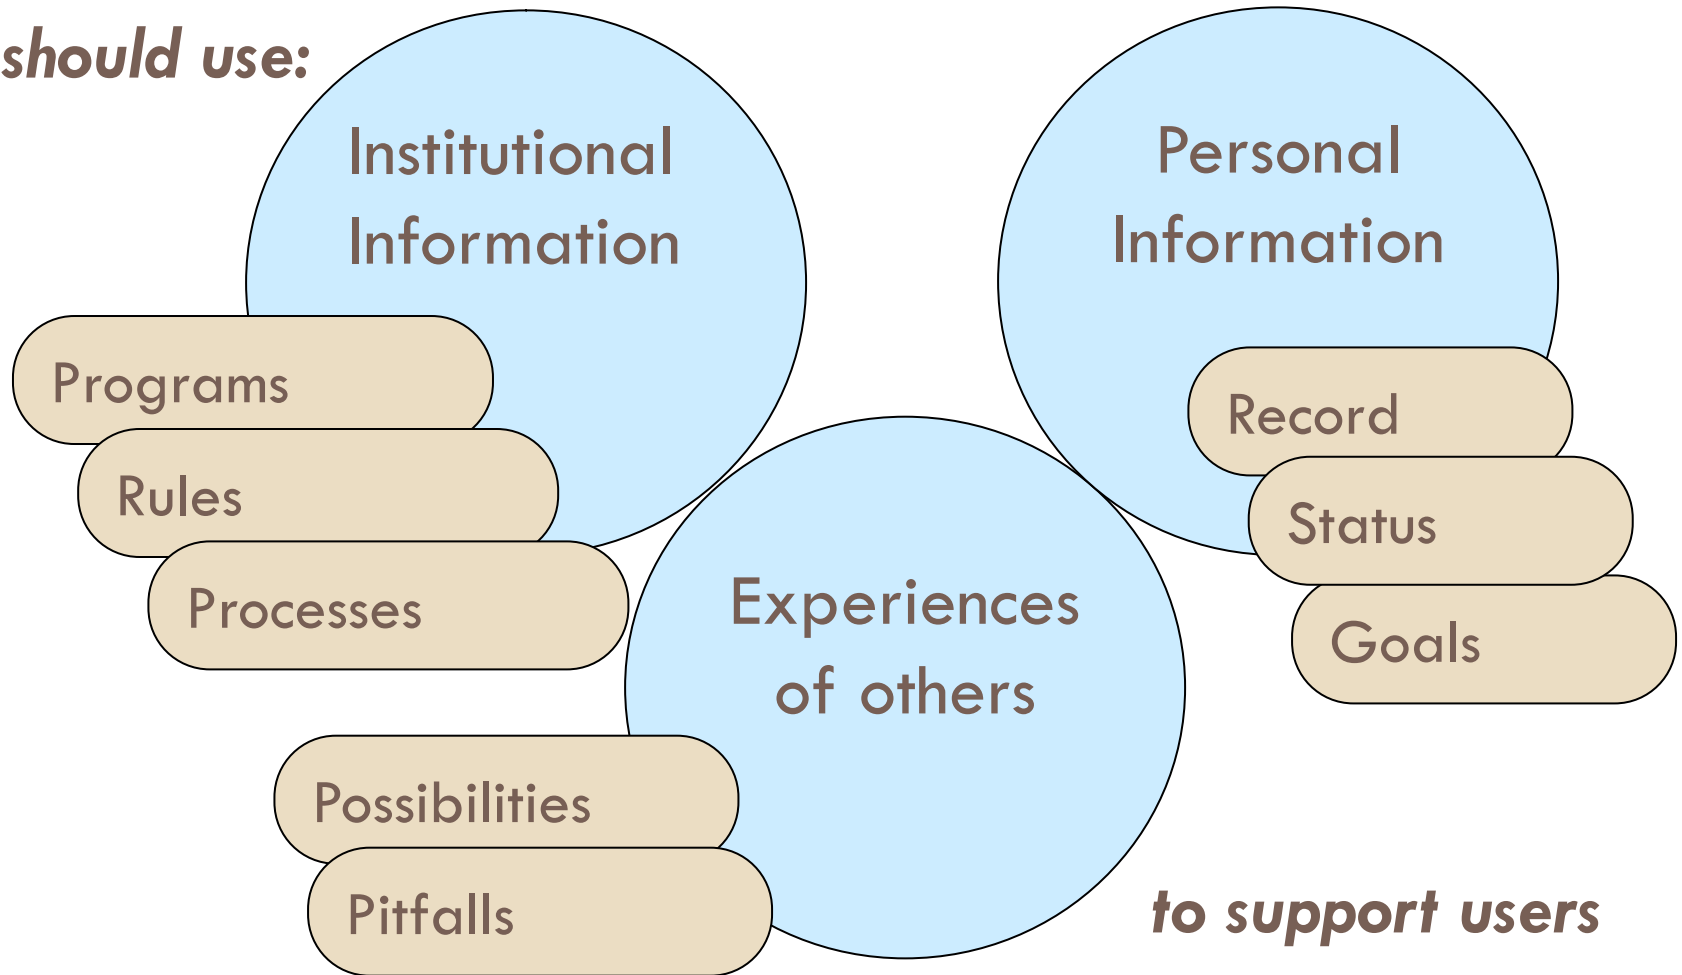 should use:
Institutional
Information
Programs
Rules
Processes
Personal
Information
Record
Status
Goals
Experiences
of others
Possibilities
Pitfalls
to support users